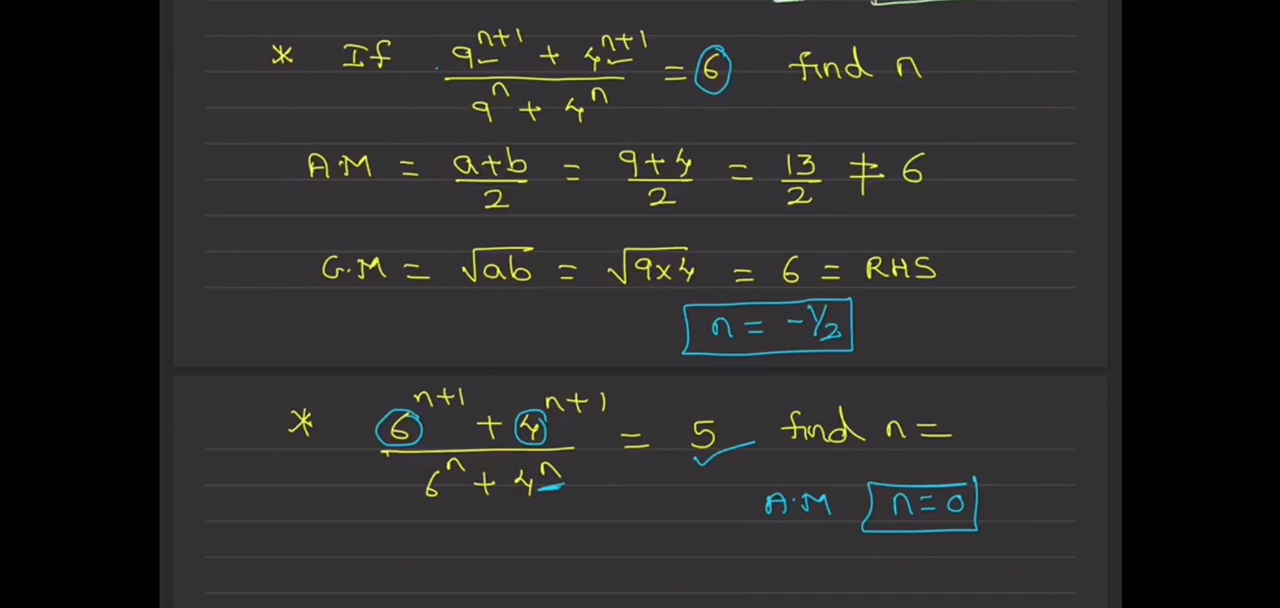 * If (9^(n+1) + 4^(n+1)) / (9^n + 4^n) = 6 find n
A.M = (a+b)/2 = (9+4)/2 = 13/2 ≠ 6
G.M = √ab = √9×4 = 6 = RHS
n = -1/2
* (6^(n+1) + 4^(n+1)) / (6^n + 4^n) = 5 find n =
A.M n=0